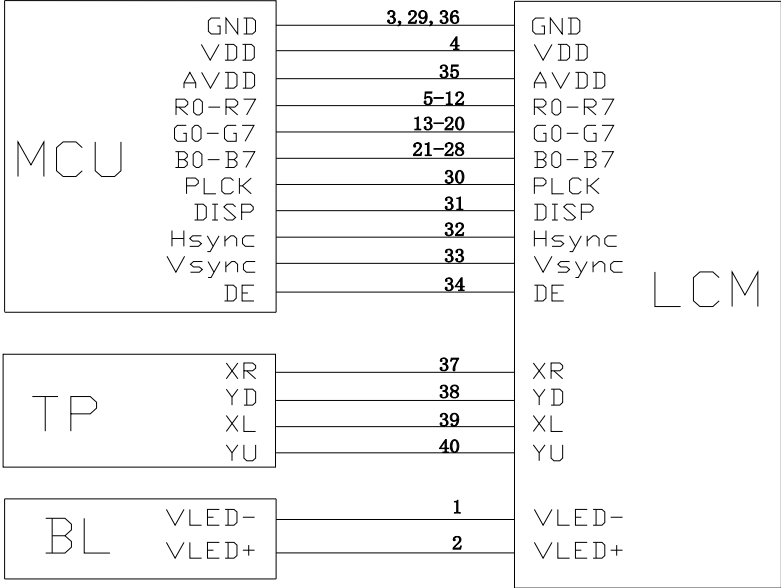 GND 3,29,36 GND
VDD 4 VDD
AVDD 35 AVDD
R0-R7 5-12 R0-R7
G0-G7 13-20 G0-G7
MCU B0-B7 21-28 B0-B7
PLCK 30 PLCK
DISP 31 DISP
Hsync 32 Hsync
Vsync 33 Vsync
DE 34 DE
LCM
XR 37 XR
YD 38 YD
TP
XL 39 XL
YU 40 YU
VLED- 1 VLED-
BL
VLED+ 2 VLED+